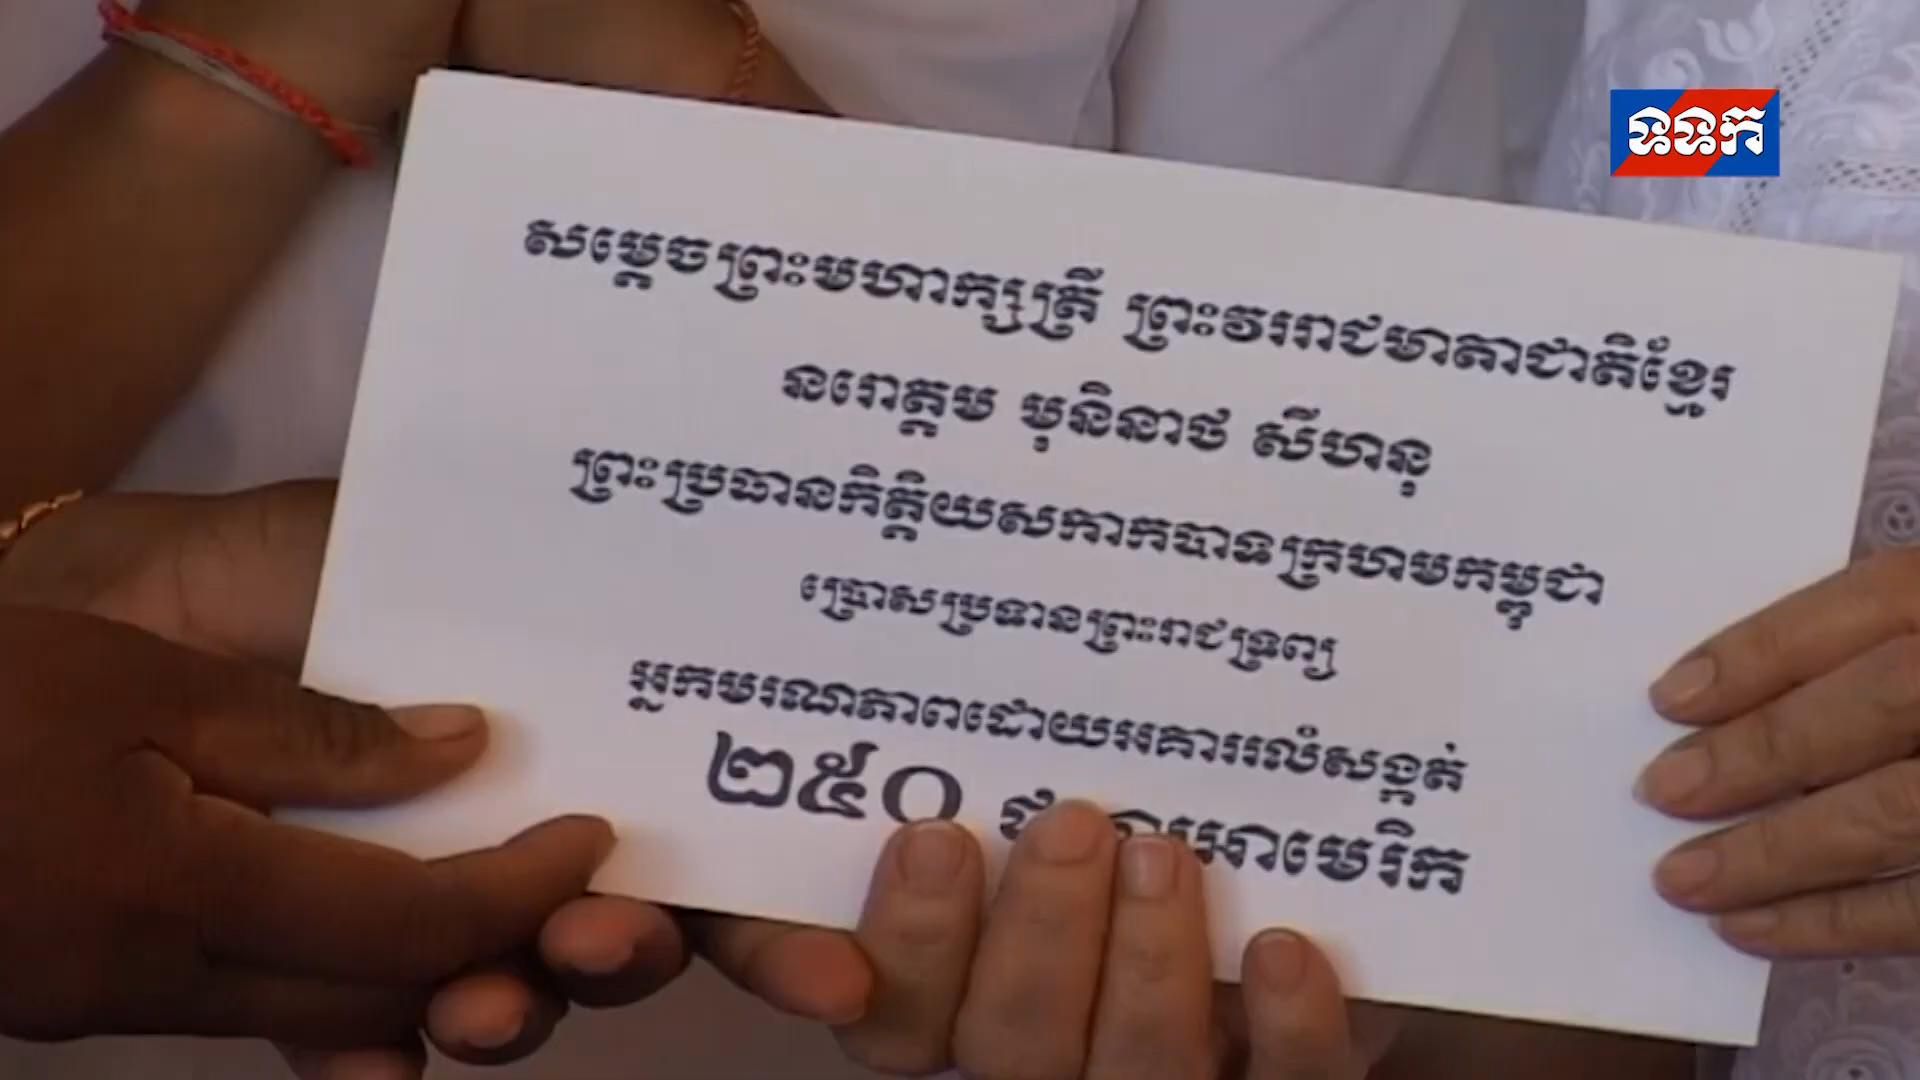 ទទក
សម្តេចព្រះមហាក្សត្រី ព្រះវររាជមាតាជាតិខ្មែរ
នរោត្តម មុនិនាថ សីហនុ
ព្រះប្រធានកិត្តិយសកាកបាទក្រហមកម្ពុជា
ប្រោសប្រទានព្រះរាជទ្រព្យ
អ្នកមរណភាពដោយអគាររលំសង្កត់
២៥០ អាមេរិក